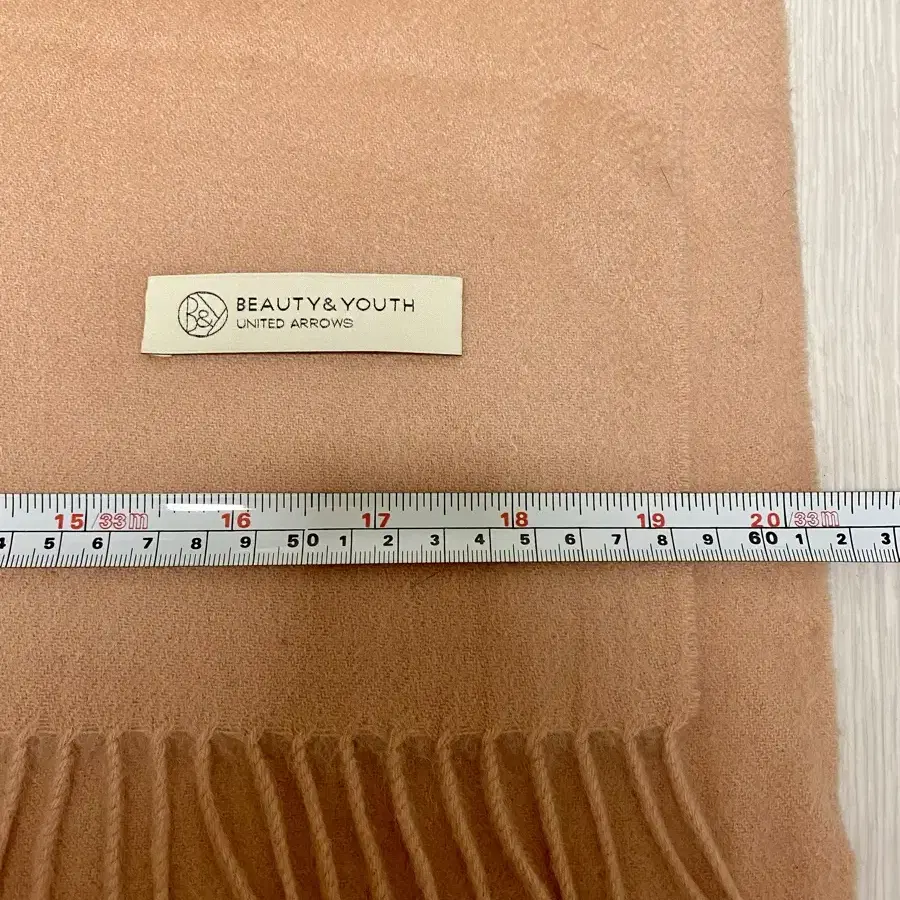 B&Y BEAUTY&YOUTH
UNITED ARROWS
15 /33m 16 17 18 19 20 /33m
4 5 6 7 8 9 50 1 2 3 4 5 6 7 8 9 60 1 2 3